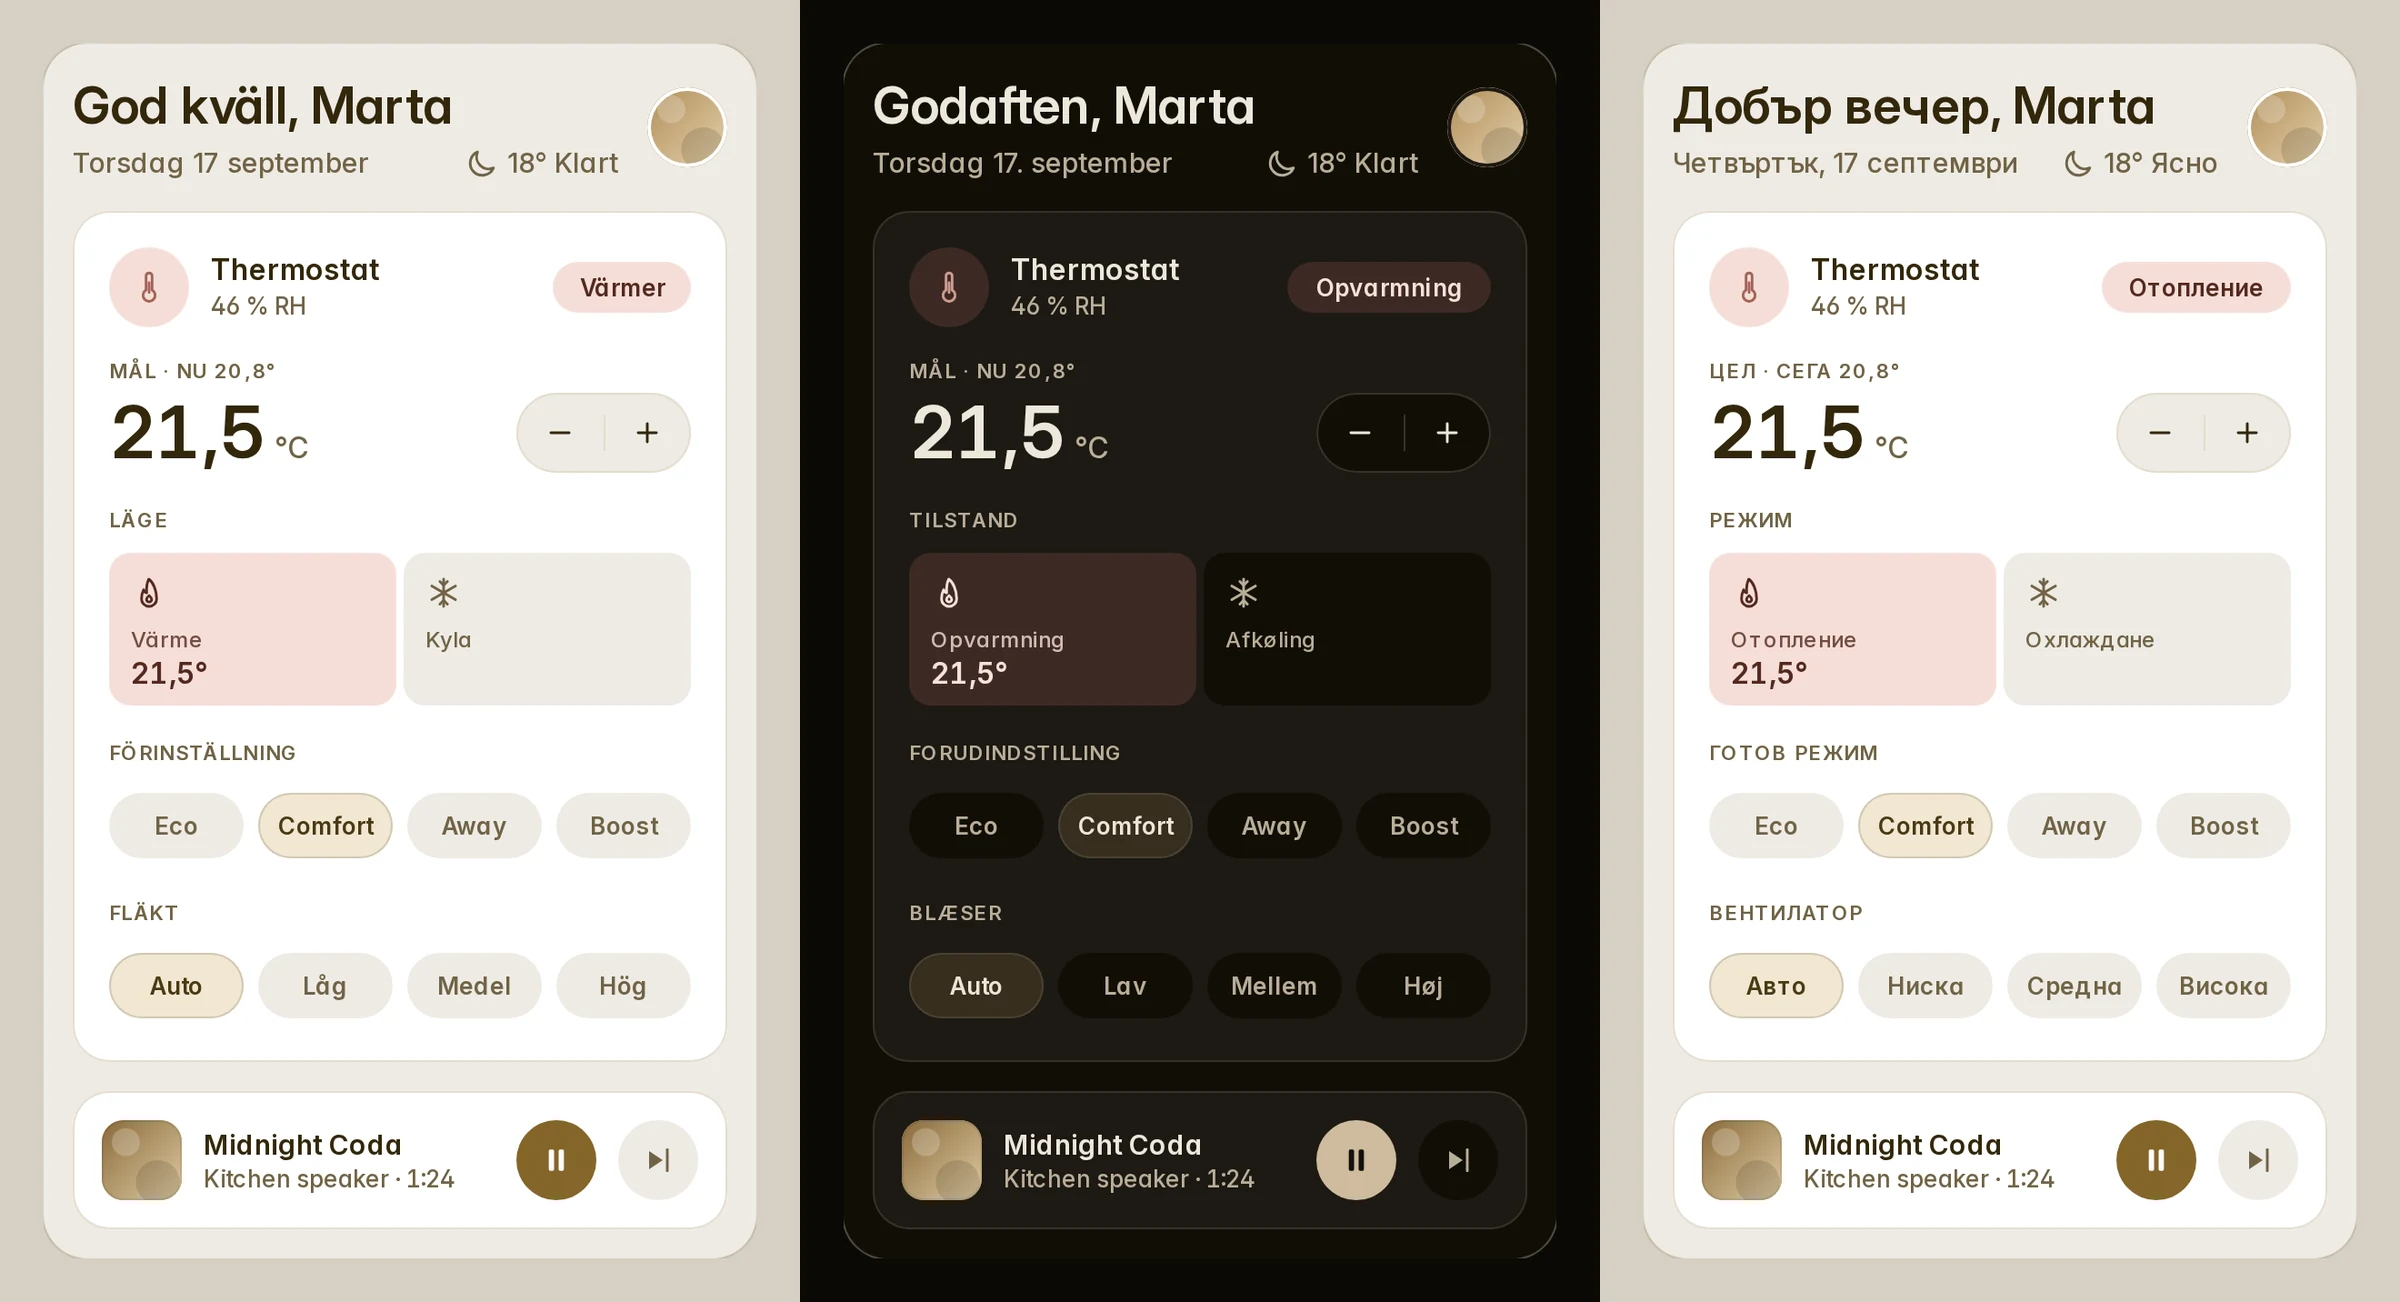 God kväll, Marta
Torsdag 17 september
18° Klart
Thermostat
46 % RH
Värmer
MÅL · NU 20,8°
21,5 °C
LÄGE
Värme
21,5°
Kyla
FÖRINSTÄLLNING
Eco
Comfort
Away
Boost
FLÄKT
Auto
Låg
Medel
Hög
Midnight Coda
Kitchen speaker · 1:24
Godaften, Marta
Torsdag 17. september
18° Klart
Thermostat
46 % RH
Opvarmning
MÅL · NU 20,8°
21,5 °C
TILSTAND
Opvarmning
21,5°
Afkøling
FORUDINDSTILLING
Eco
Comfort
Away
Boost
BLÆSER
Auto
Lav
Mellem
Høj
Midnight Coda
Kitchen speaker · 1:24
Добър вечер, Marta
Четвъртък, 17 септември
18° Ясно
Thermostat
46 % RH
Отопление
ЦЕЛ · СЕГА 20,8°
21,5 °C
РЕЖИМ
Отопление
21,5°
Охлаждане
ГОТОВ РЕЖИМ
Eco
Comfort
Away
Boost
ВЕНТИЛАТОР
Авто
Ниска
Средна
Висока
Midnight Coda
Kitchen speaker · 1:24